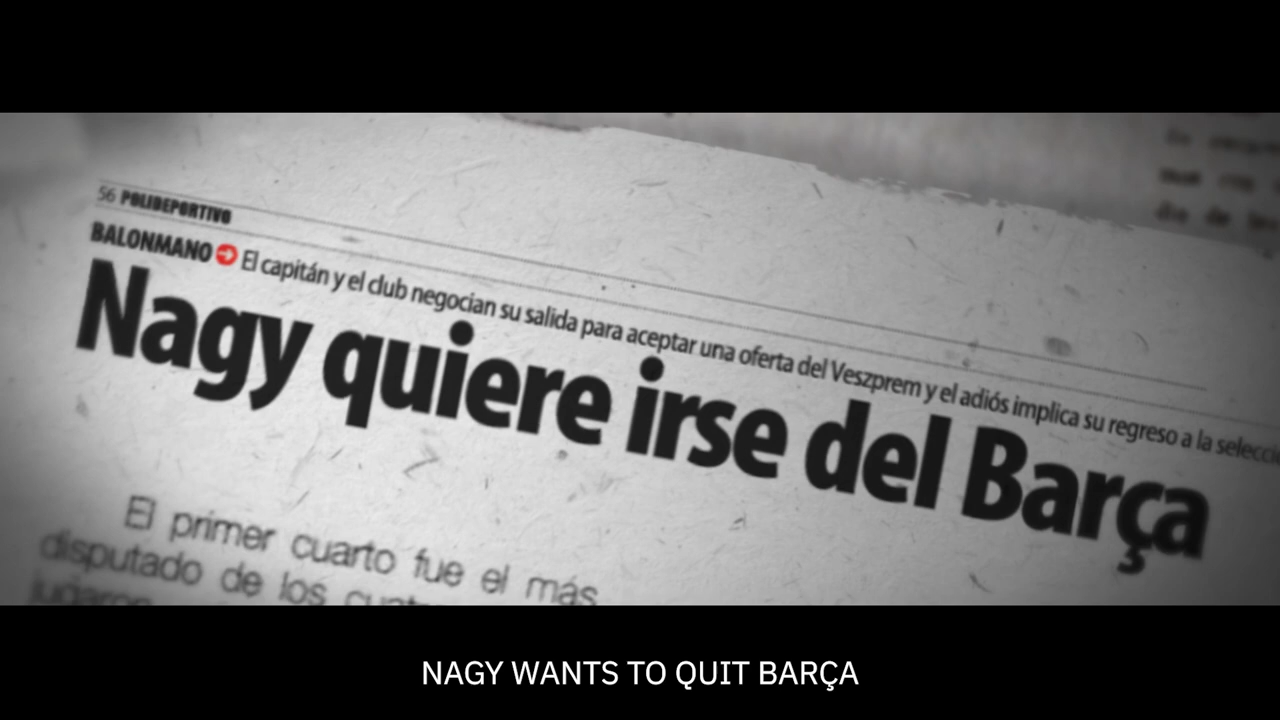 56 POLIDEPORTIVO
BALONMANO El capitán y el club negocian su salida para aceptar una oferta del Veszprem y el adiós implica su regreso a la selecció
Nagy quiere irse del Barça
El primer cuarto fue el más
disputado de los
NAGY WANTS TO QUIT BARÇA